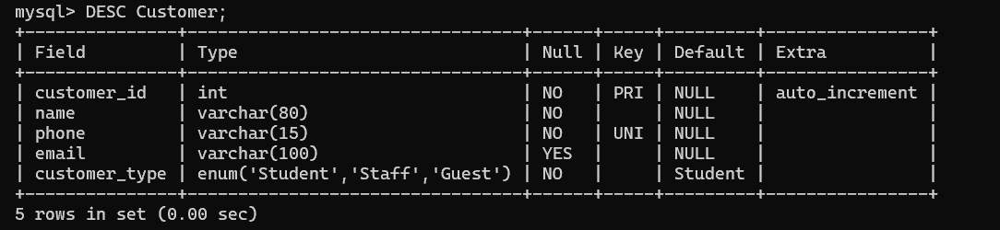 mysql> DESC Customer;
+---------------+---------------------------------+------+-----+---------+----------------+
| Field         | Type                            | Null | Key | Default | Extra          |
+---------------+---------------------------------+------+-----+---------+----------------+
| customer_id   | int                             | NO   | PRI | NULL    | auto_increment |
| name          | varchar(80)                     | NO   |     | NULL    |                |
| phone         | varchar(15)                     | NO   | UNI | NULL    |                |
| email         | varchar(100)                    | YES  |     | NULL    |                |
| customer_type | enum('Student','Staff','Guest') | NO   |     | Student |                |
+---------------+---------------------------------+------+-----+---------+----------------+
5 rows in set (0.00 sec)